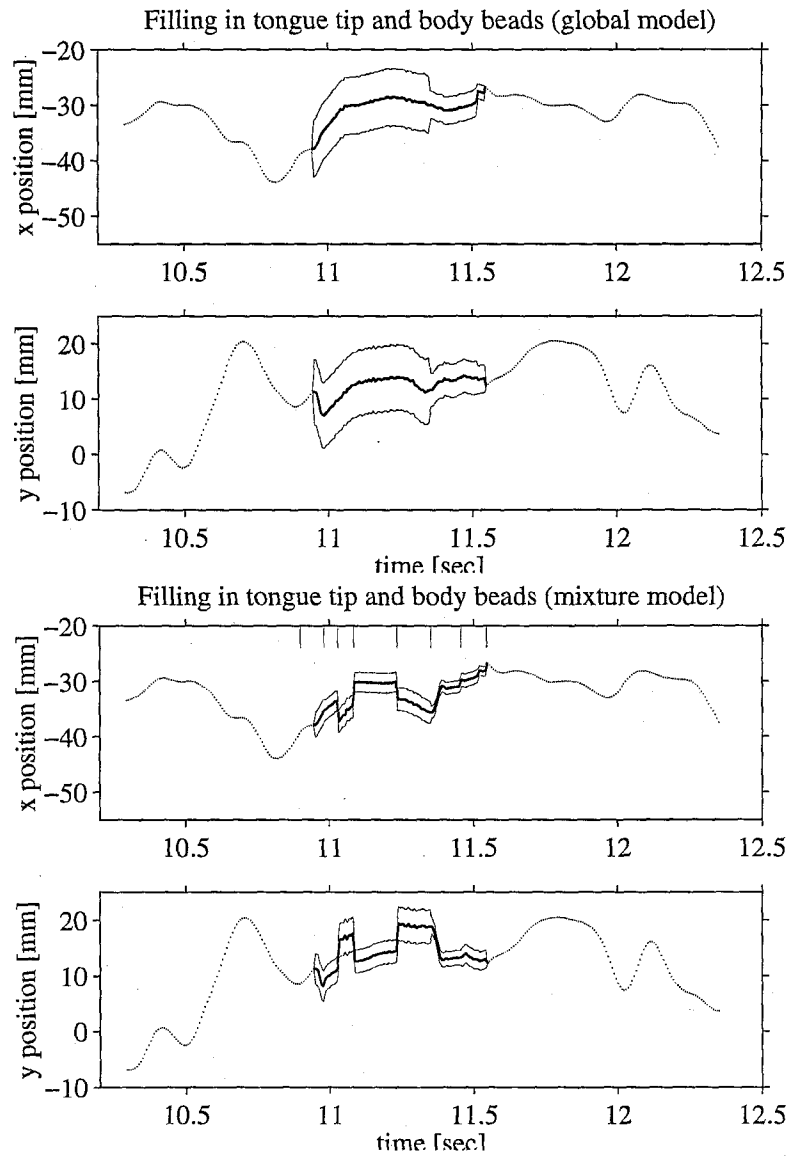 Filling in tongue tip and body beads (global model)
−20
−30
−40
−50
x position [mm]
10.5 11 11.5 12 12.5
20
10
0
−10
y position [mm]
10.5 11 11.5 12 12.5
time [sec]
Filling in tongue tip and body beads (mixture model)
−20
−30
−40
−50
x position [mm]
10.5 11 11.5 12 12.5
20
10
0
−10
y position [mm]
10.5 11 11.5 12 12.5
time [sec]